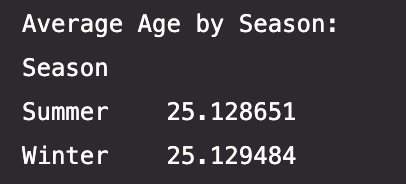 Average Age by Season:
Season
Summer    25.128651
Winter    25.129484